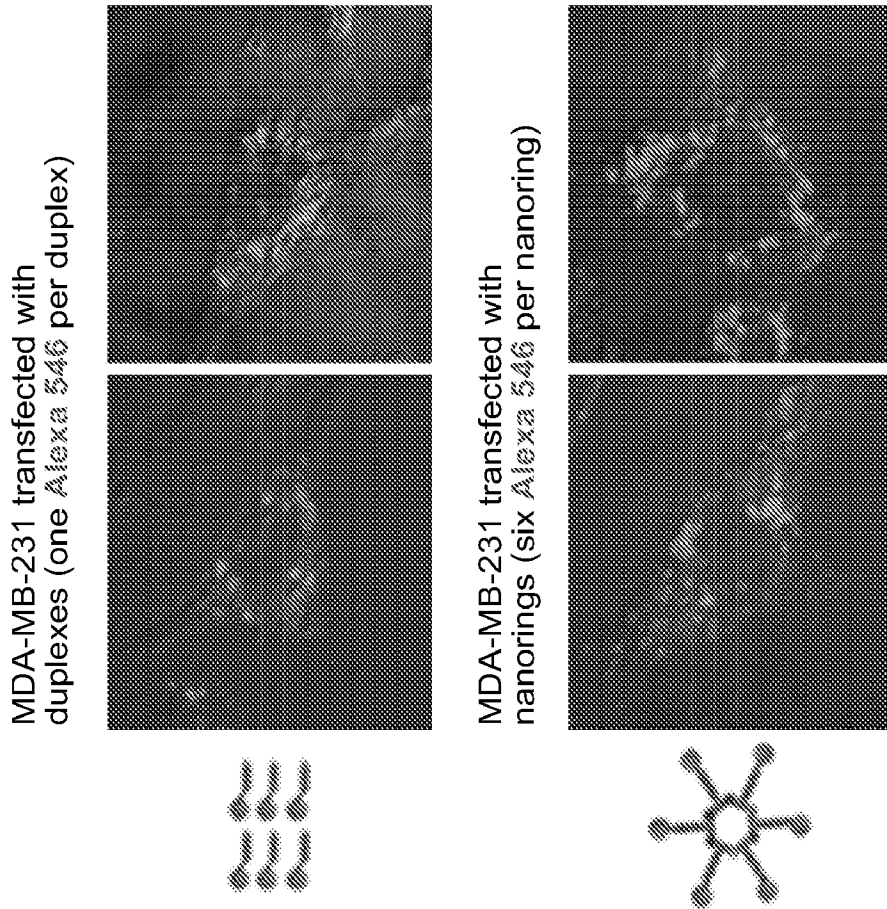 MDA-MB-231 transfected with
duplexes (one Alexa 546 per duplex)
MDA-MB-231 transfected with
nanorings (six Alexa 546 per nanoring)